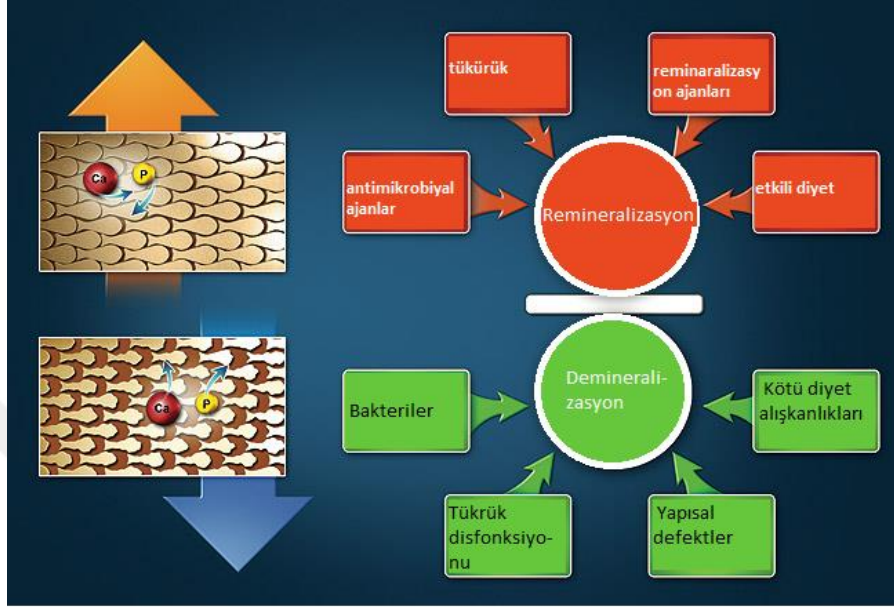 tükürük
reminaralizasy
on ajanları
antimikrobiyal
ajanlar
Remineralizasyon
etkili diyet
Ca
P
Ca
P
Deminerali-
zasyon
Bakteriler
Kötü diyet
alışkanlıkları
Tükrük
disfonksiyo-
nu
Yapısal
defektler